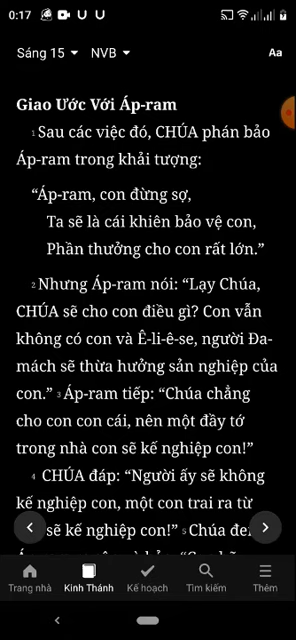 0:17
Sáng 15 NVB Aa
Giao Ước Với Áp-ram
1 Sau các việc đó, CHÚA phán bảo
Áp-ram trong khải tượng:
“Áp-ram, con đừng sợ,
Ta sẽ là cái khiên bảo vệ con,
Phần thưởng cho con rất lớn.”
2 Nhưng Áp-ram nói: “Lạy Chúa,
CHÚA sẽ cho con điều gì? Con vẫn
không có con và Ê-li-ê-se, người Đa-
mách sẽ thừa hưởng sản nghiệp của
con.” 3 Áp-ram tiếp: “Chúa chẳng
cho con con cái, nên một đầy tớ
trong nhà con sẽ kế nghiệp con!”
4 CHÚA đáp: “Người ấy sẽ không
kế nghiệp con, một con trai ra từ
sẽ kế nghiệp con!” 5 Chúa
Trang nhà Kinh Thánh Kế hoạch Tìm kiếm Thêm